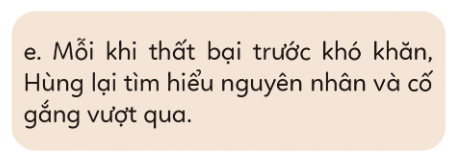 e. Mỗi khi thất bại trước khó khăn,
Hùng lại tìm hiểu nguyên nhân và cố
gắng vượt qua.